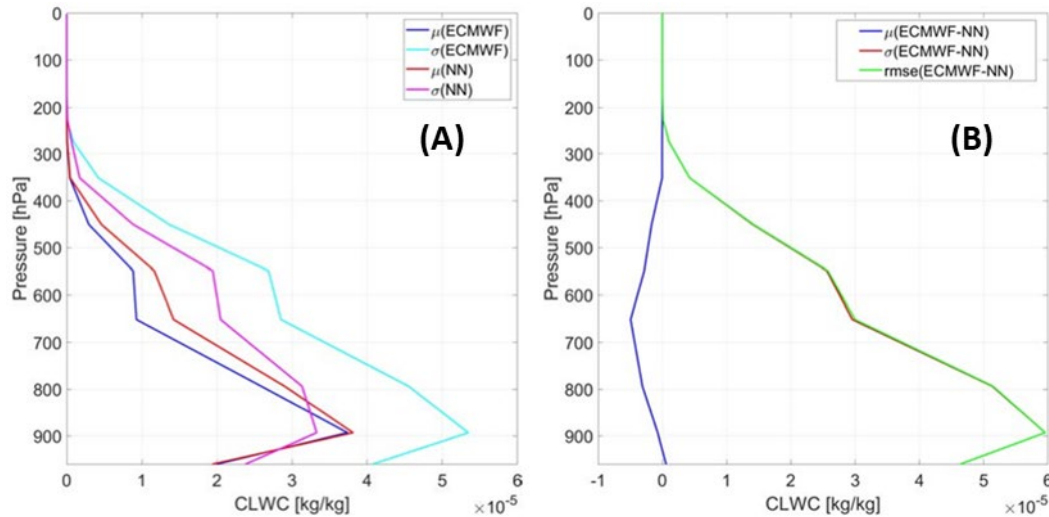 0
100
200
300
400
500
600
700
800
900
Pressure [hPa]
μ(ECMWF)
σ(ECMWF)
μ(NN)
σ(NN)
(A)
0 1 2 3 4 5 6
CLWC [kg/kg]
×10⁻⁵
0
100
200
300
400
500
600
700
800
900
Pressure [hPa]
μ(ECMWF-NN)
σ(ECMWF-NN)
rmse(ECMWF-NN)
(B)
-1 0 1 2 3 4 5 6
CLWC [kg/kg]
×10⁻⁵